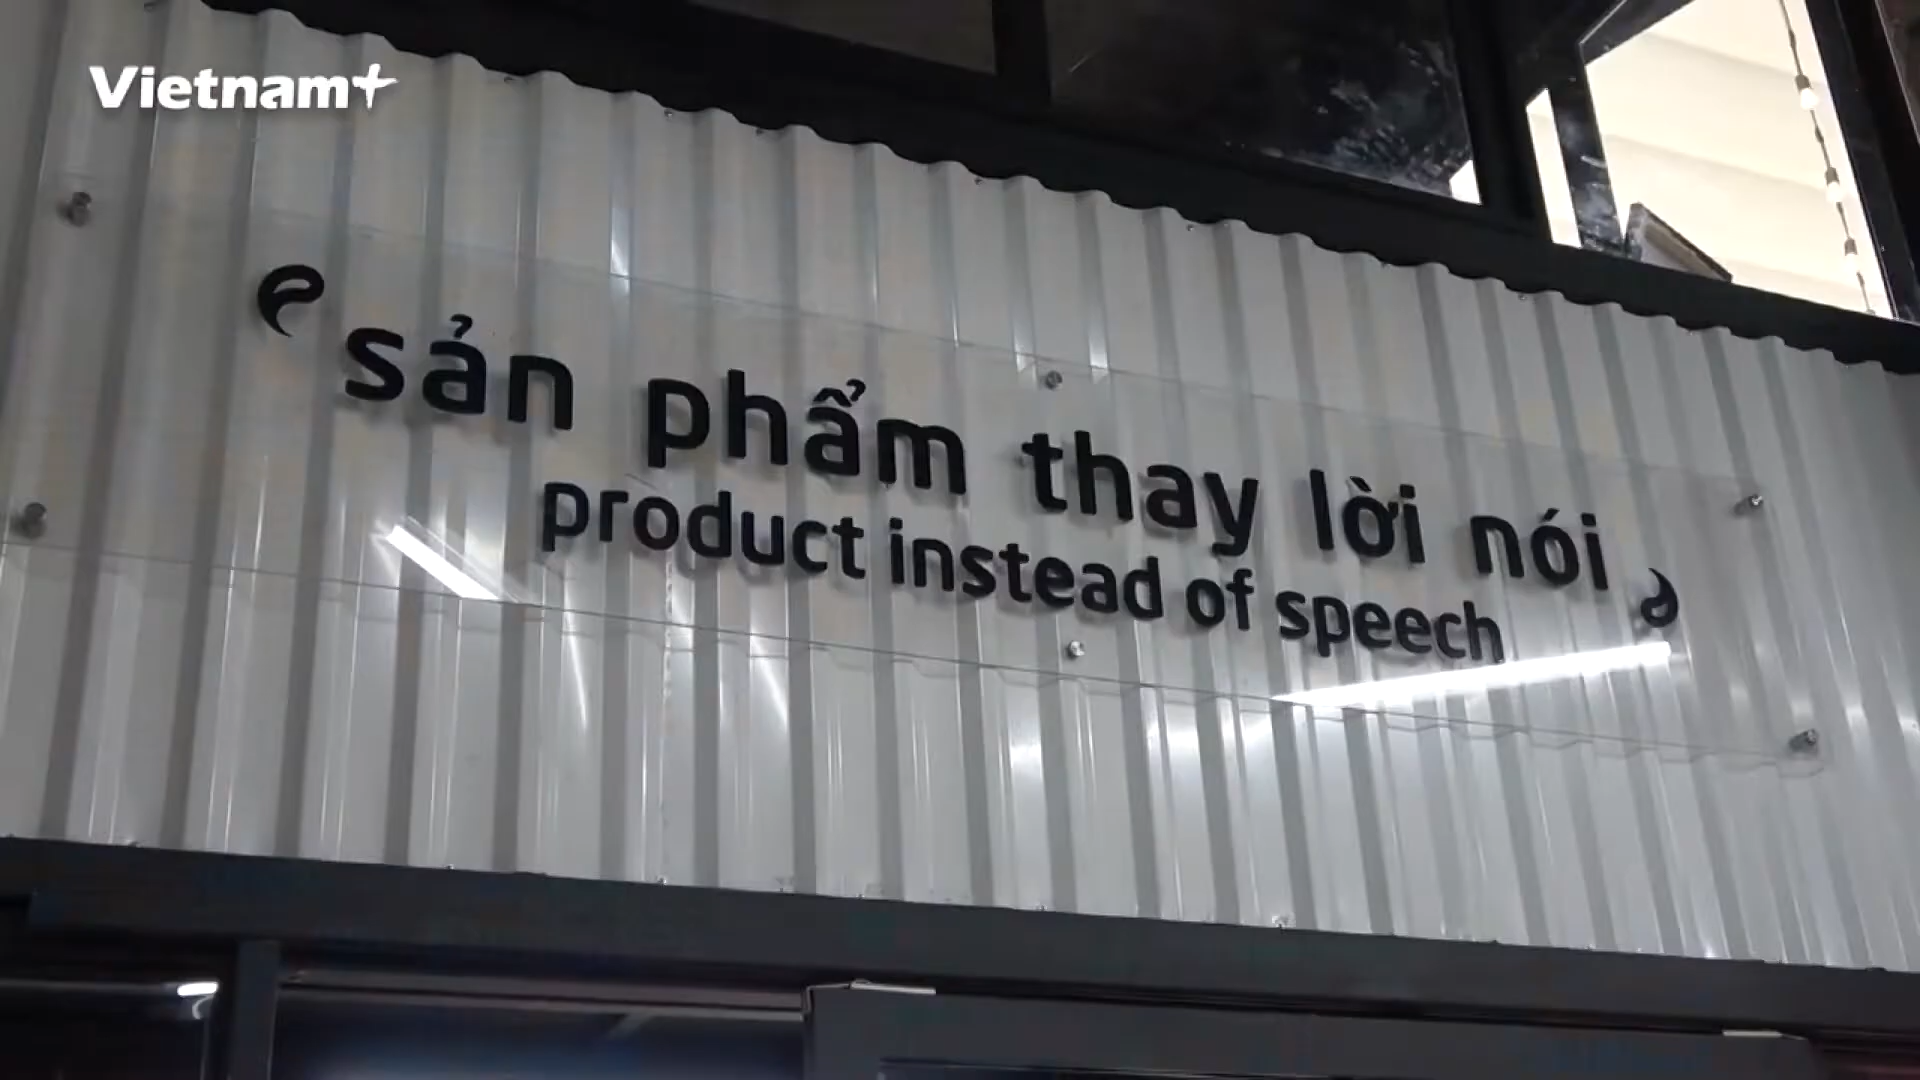 Vietnam+
sản phẩm thay lời nói
product instead of speech